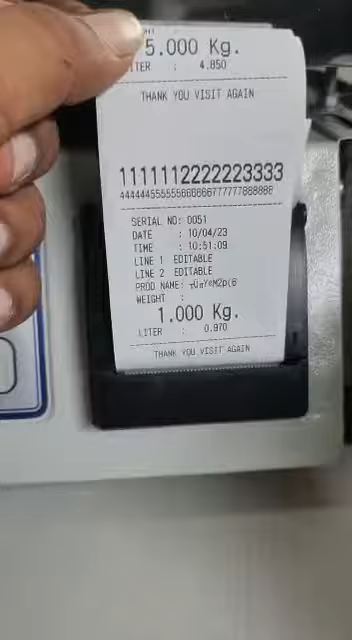 5.000 Kg.
LITER : 4.850
THANK YOU VISIT AGAIN
1111112222223333
444444555556666667777778888888
SERIAL NO: 0051
DATE : 10/04/23
TIME : 10:51:09
LINE 1 EDITABLE
LINE 2 EDITABLE
PROD NAME:
WEIGHT :
1.000 Kg.
LITER : 0.970
THANK YOU VISIT AGAIN